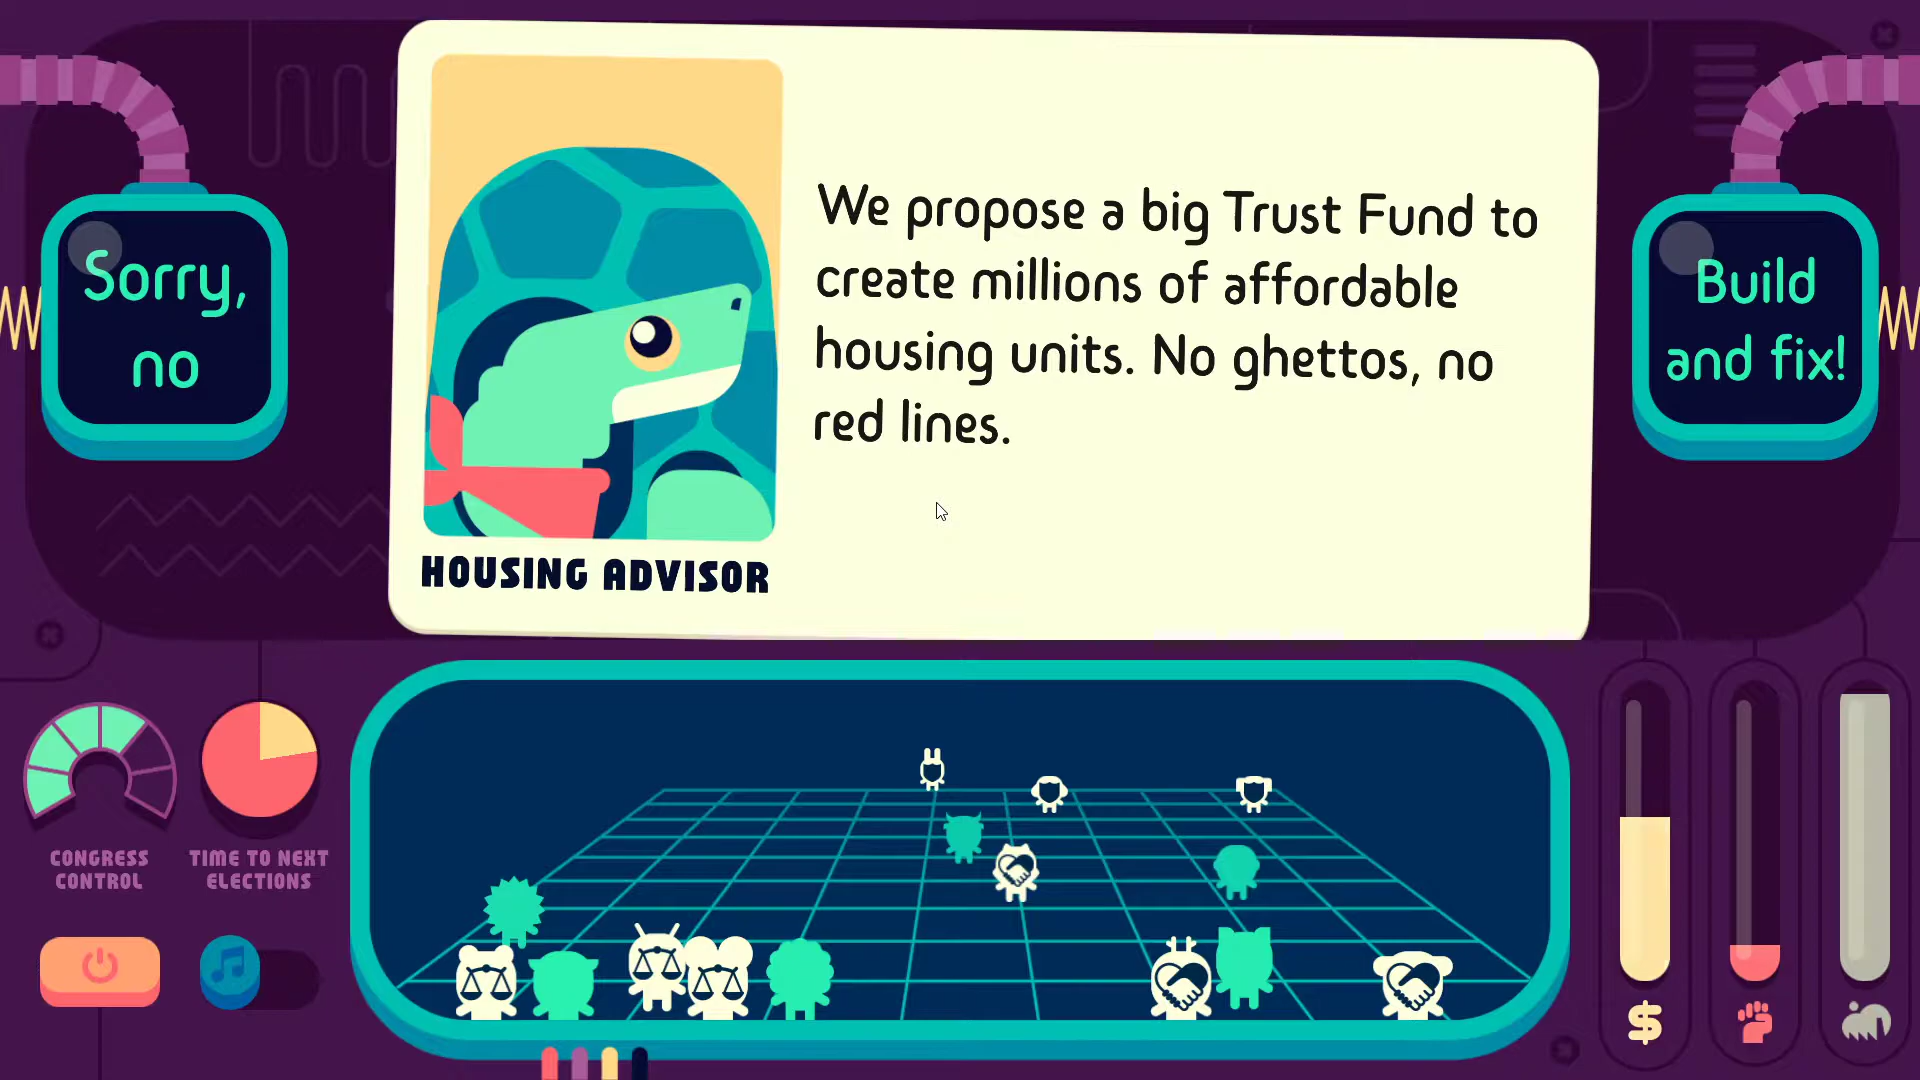 We propose a big Trust Fund to
create millions of affordable
housing units. No ghettos, no
red lines.
HOUSING ADVISOR
Sorry,
no
Build
and fix!
CONGRESS
CONTROL
TIME TO NEXT
ELECTIONS
$